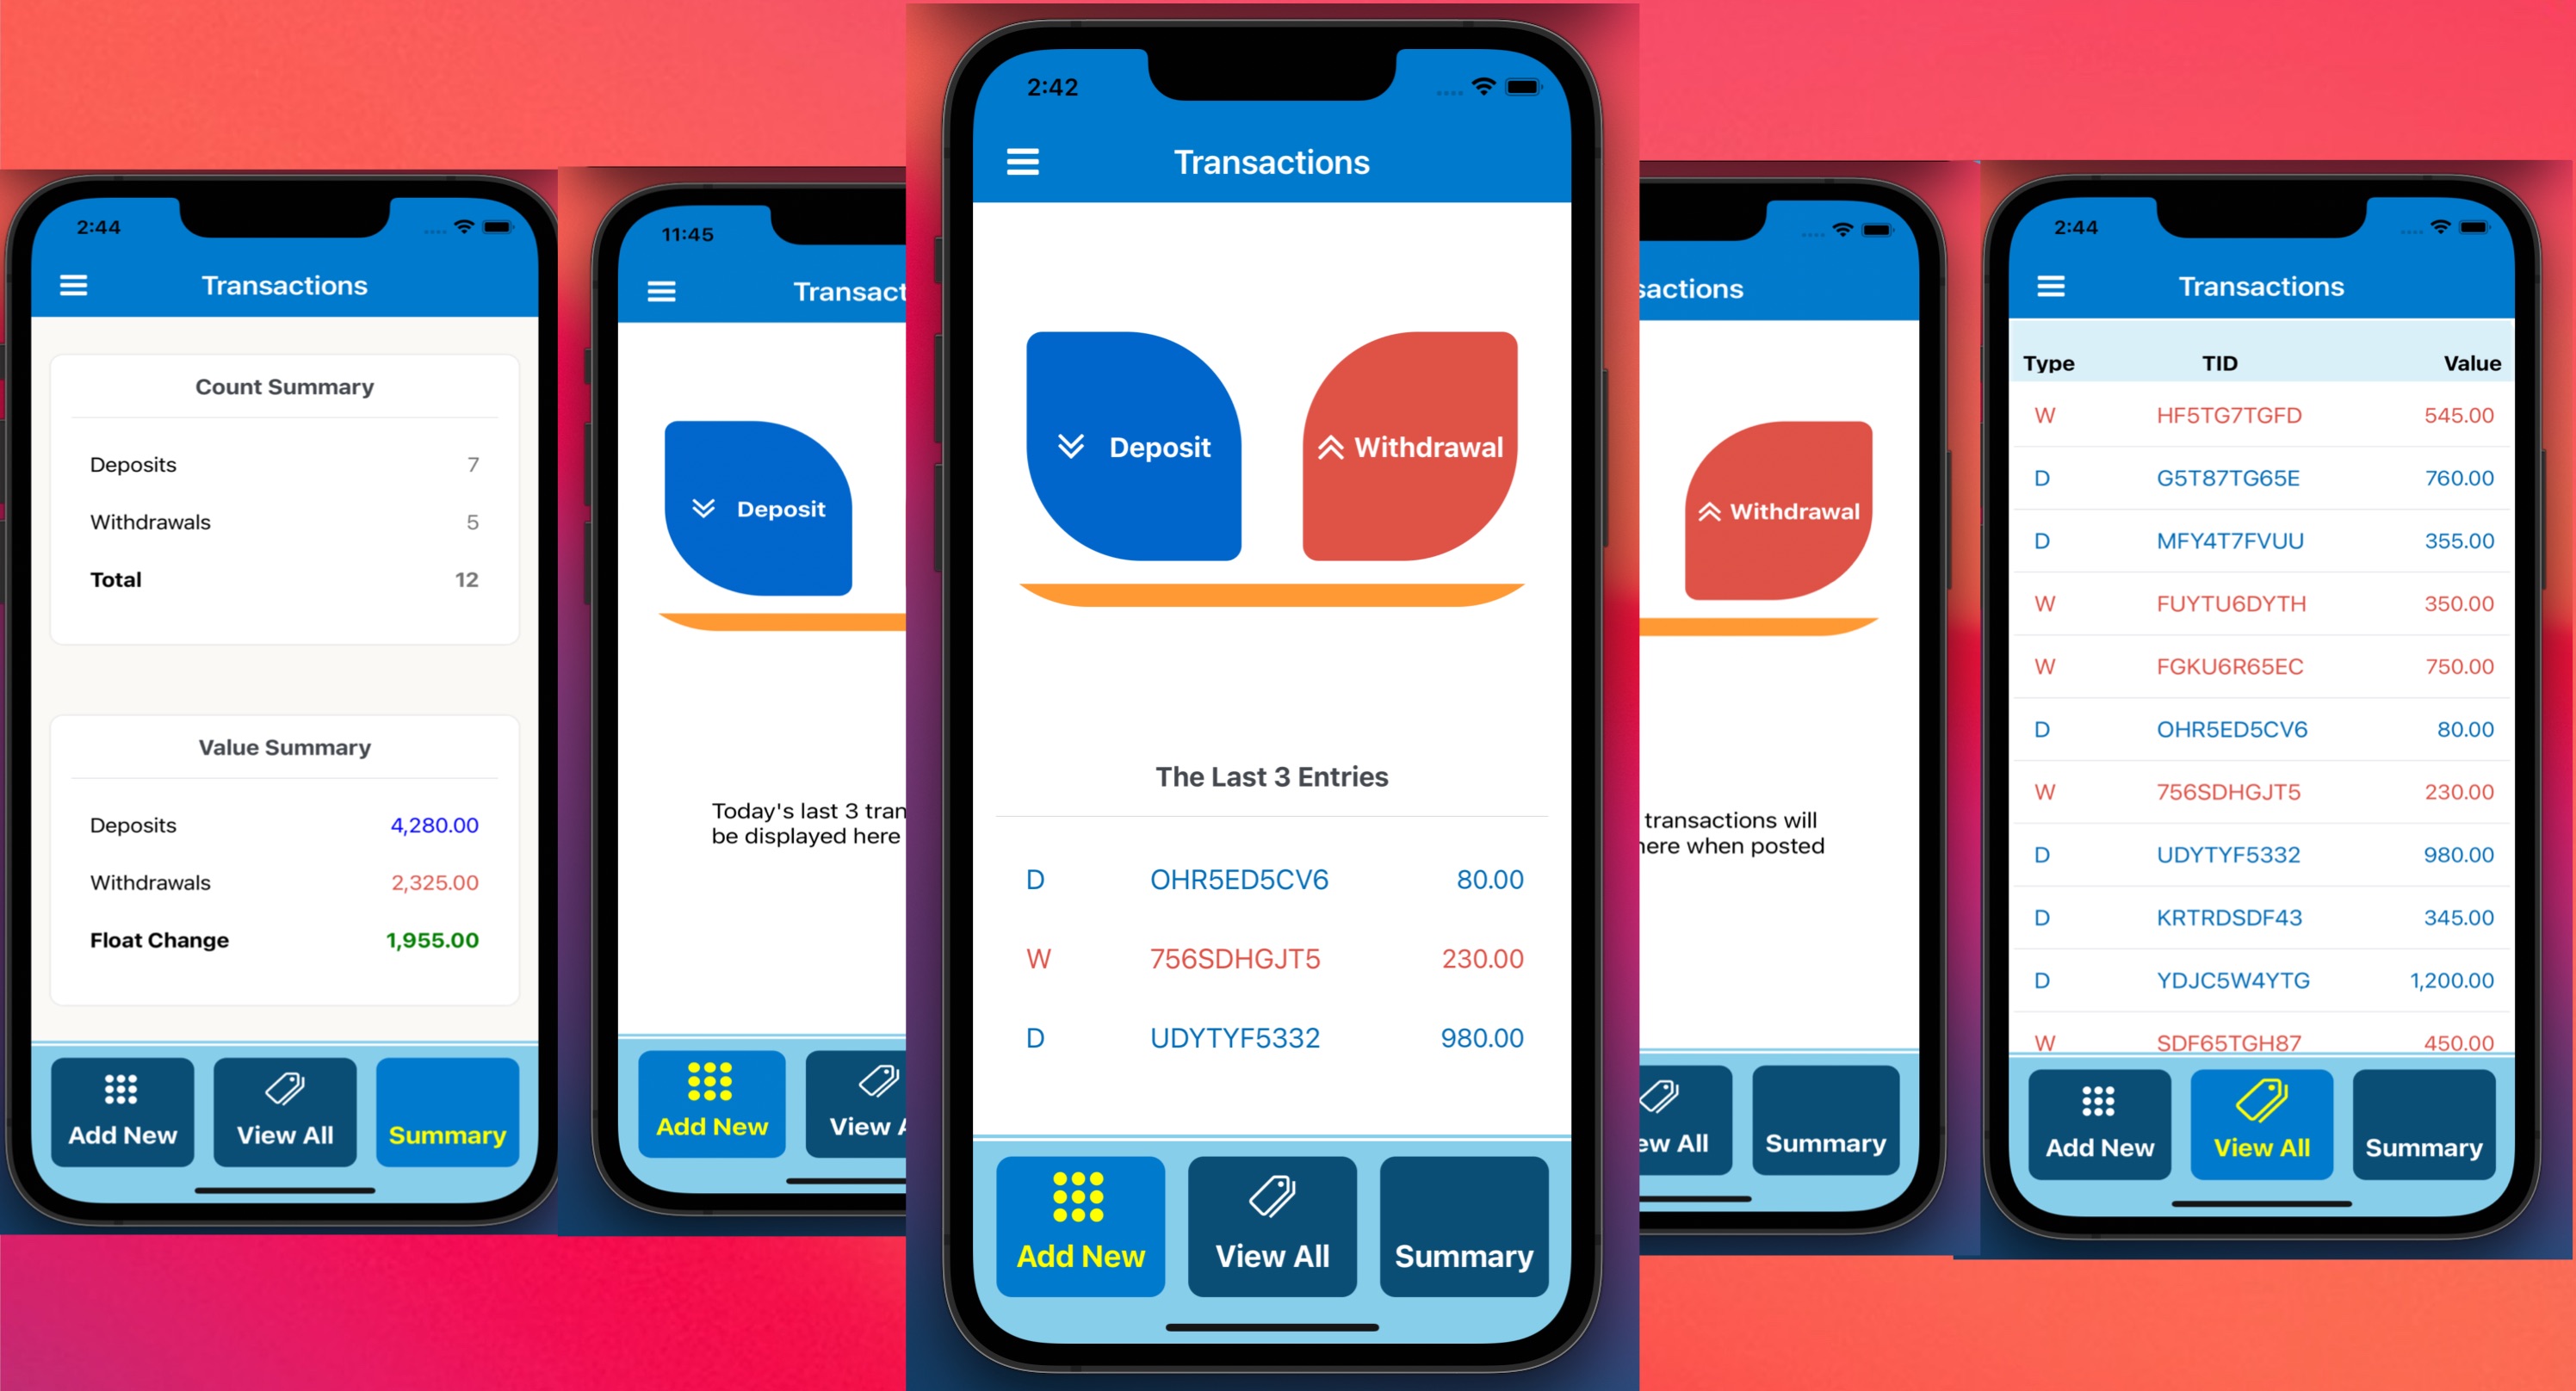 2:44
Transactions
Count Summary
Deposits 7
Withdrawals 5
Total 12
Value Summary
Deposits 4,280.00
Withdrawals 2,325.00
Float Change 1,955.00
Add New View All Summary
11:45
Transact
Deposit
Today's last 3 tran
be displayed here
Add New View A
2:42
Transactions
Deposit Withdrawal
The Last 3 Entries
D OHR5ED5CV6 80.00
W 756SDHGJT5 230.00
D UDYTYF5332 980.00
Add New View All Summary
sactions
Withdrawal
transactions will
here when posted
ew All Summary
2:44
Transactions
Type TID Value
W HF5TG7TGFD 545.00
D G5T87TG65E 760.00
D MFY4T7FVUU 355.00
W FUYTU6DYTH 350.00
W FGKU6R65EC 750.00
D OHR5ED5CV6 80.00
W 756SDHGJT5 230.00
D UDYTYF5332 980.00
D KRTRDSDF43 345.00
D YDJC5W4YTG 1,200.00
W SDF65TGH87 450.00
Add New View All Summary